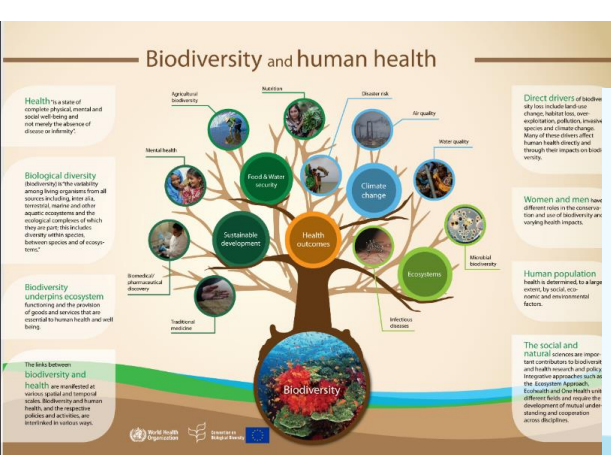 Biodiversity and human health
Health "is a state of
complete physical, mental and
social well-being and
not merely the absence of
disease or infirmity".
Biological diversity
(biodiversity) is "the variability
among living organisms from all
sources including, inter alia,
terrestrial, marine and other
aquatic ecosystems and the
ecological complexes of which
they are part; this includes
diversity within species,
between species and of ecosys-
tems."
Biodiversity
underpins ecosystem
functioning and the provision
of goods and services that are
essential to human health and well
being.
The links between
biodiversity and
health are manifested at
various spatial and temporal
scales. Biodiversity and human
health, and the respective
policies and activities, are
interlinked in various ways.
Agricultural
biodiversity
Nutrition
Disaster risk
Air quality
Water quality
Mental health
Food & Water
security
Climate
change
Sustainable
development
Health
outcomes
Ecosystems
Microbial
biodiversity
Biomedical/
pharmaceutical
discovery
Traditional
medicine
Infectious
diseases
Biodiversity
World Health
Organization
Convention on
Biological Diversity
Direct drivers of biodiver
sity loss include land-use
change, habitat loss, over-
exploitation, pollution, invasive
species and climate change.
Many of these drivers affect
human health directly and
through their impacts on biodi
versity.
Women and men have
different roles in the conserva-
tion and use of biodiversity and
varying health impacts.
Human population
health is determined, to a large
extent, by social, eco-
nomic and environmental
factors.
The social and
natural sciences are impor-
tant contributors to biodiversit
and health research and policy.
Integrative approaches such as
the Ecosystem Approach,
Ecohealth and One Health unit
different fields and require the
development of mutual under-
standing and cooperation
across disciplines.